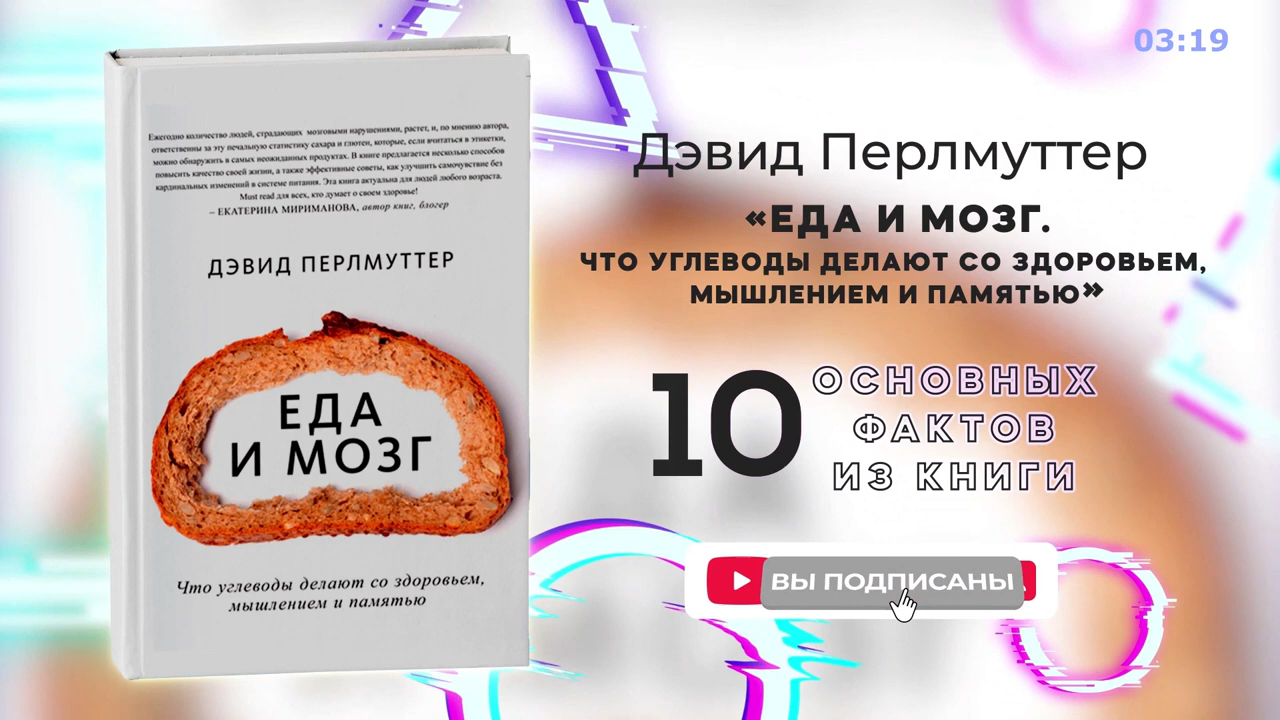 03:19
Ежегодно количество людей, страдающих мозговыми нарушениями, растет, и, по мнению автора,
ответственны за эту печальную статистику сахара и глютен, которые, если вчитаться в этикетки,
можно обнаружить в самых неожиданных продуктах. В книге предлагается несколько способов
повысить качество своей жизни, а также эффективные советы, как улучшить самочувствие без
кардинальных изменений в системе питания. Эта книга актуальна для людей любого возраста.
Must read для всех, кто думает о своем здоровье!
– ЕКАТЕРИНА МИРИМАНОВА, автор книг, блогер
ДЭВИД ПЕРЛМУТТЕР
ЕДА
И МОЗГ
Что углеводы делают со здоровьем,
мышлением и памятью
Дэвид Перлмуттер
«ЕДА И МОЗГ.
ЧТО УГЛЕВОДЫ ДЕЛАЮТ СО ЗДОРОВЬЕМ,
МЫШЛЕНИЕМ И ПАМЯТЬЮ»
10 ОСНОВНЫХ
ФАКТОВ
ИЗ КНИГИ
ВЫ ПОДПИСАНЫ